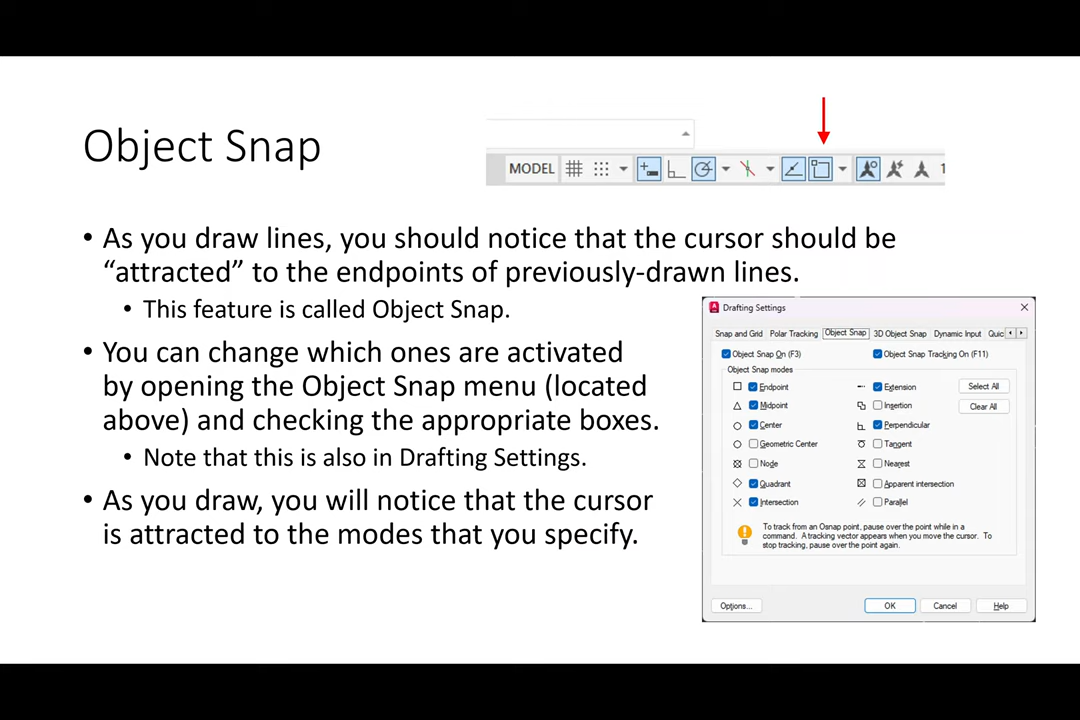 Object Snap
MODEL
• As you draw lines, you should notice that the cursor should be
“attracted” to the endpoints of previously-drawn lines.
• This feature is called Object Snap.
• You can change which ones are activated
by opening the Object Snap menu (located
above) and checking the appropriate boxes.
• Note that this is also in Drafting Settings.
• As you draw, you will notice that the cursor
is attracted to the modes that you specify.
Drafting Settings
Snap and Grid Polar Tracking Object Snap 3D Object Snap Dynamic Input Quic
Object Snap On (F3) Object Snap Tracking On (F11)
Object Snap modes
Endpoint Extension Select All
Midpoint Insertion Clear All
Center Perpendicular
Geometric Center Tangent
Node Nearest
Quadrant Apparent intersection
Intersection Parallel
To track from an Osnap point, pause over the point while in a
command. A tracking vector appears when you move the cursor. To
stop tracking, pause over the point again.
Options... OK Cancel Help